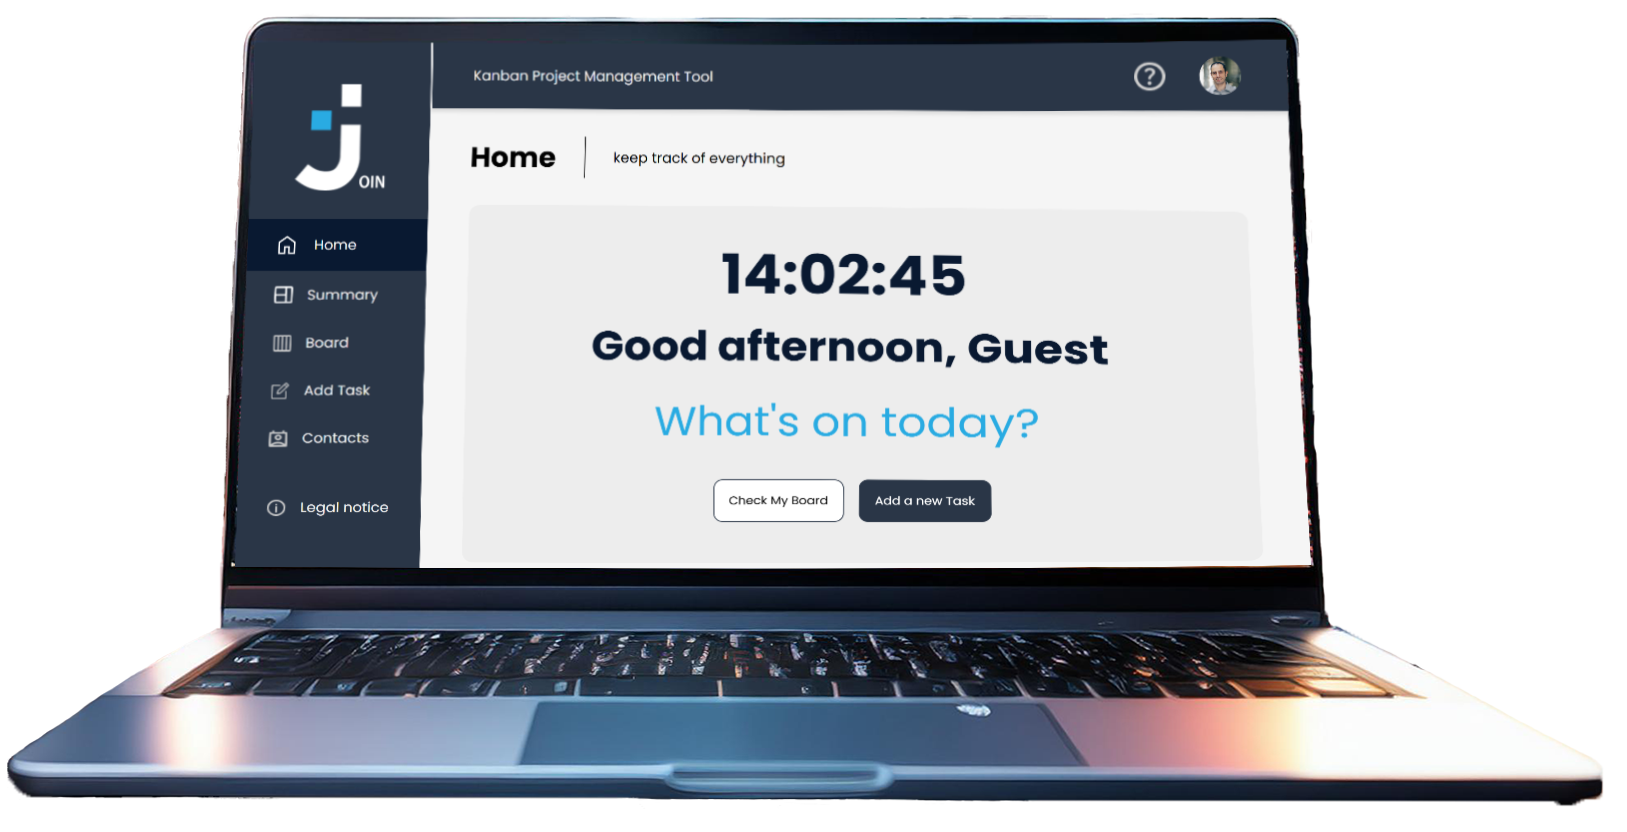 JOIN
Home
Summary
Board
Add Task
Contacts
Legal notice
Kanban Project Management Tool
?
Home
keep track of everything
14:02:45
Good afternoon, Guest
What's on today?
Check My Board
Add a new Task